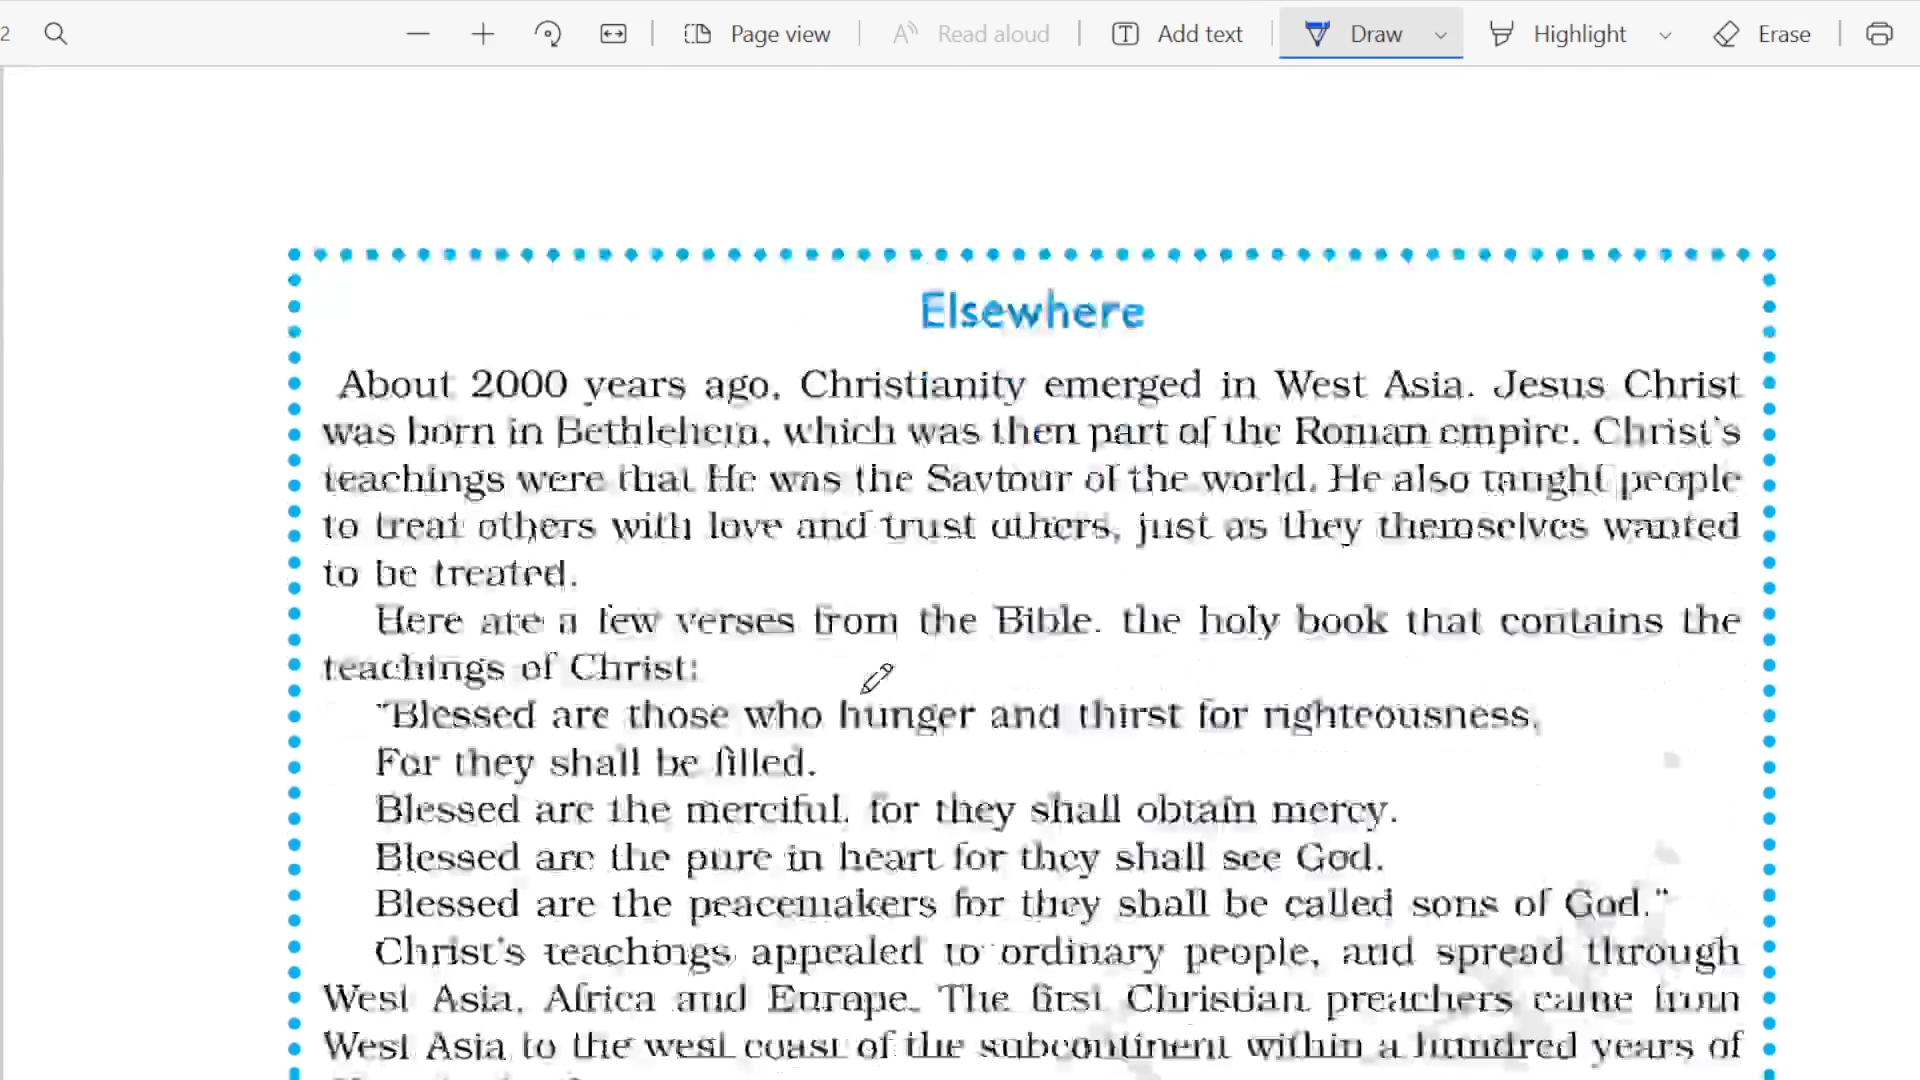 2
Page view
Read aloud
Add text
Draw
Highlight
Erase
Elsewhere
About 2000 years ago, Christianity emerged in West Asia. Jesus Christ
was born in Bethlehem, which was then part of the Roman empire. Christ's
teachings were that He was the Saviour of the world. He also taught people
to treat others with love and trust others, just as they themselves wanted
to be treated.
Here are a few verses from the Bible, the holy book that contains the
teachings of Christ:
"Blessed are those who hunger and thirst for righteousness,
For they shall be filled.
Blessed are the merciful, for they shall obtain mercy.
Blessed are the pure in heart for they shall see God.
Blessed are the peacemakers for they shall be called sons of God."
Christ's teachings appealed to ordinary people, and spread through
West Asia, Africa and Europe. The first Christian preachers came from
West Asia to the west coast of the subcontinent within a hundred years of